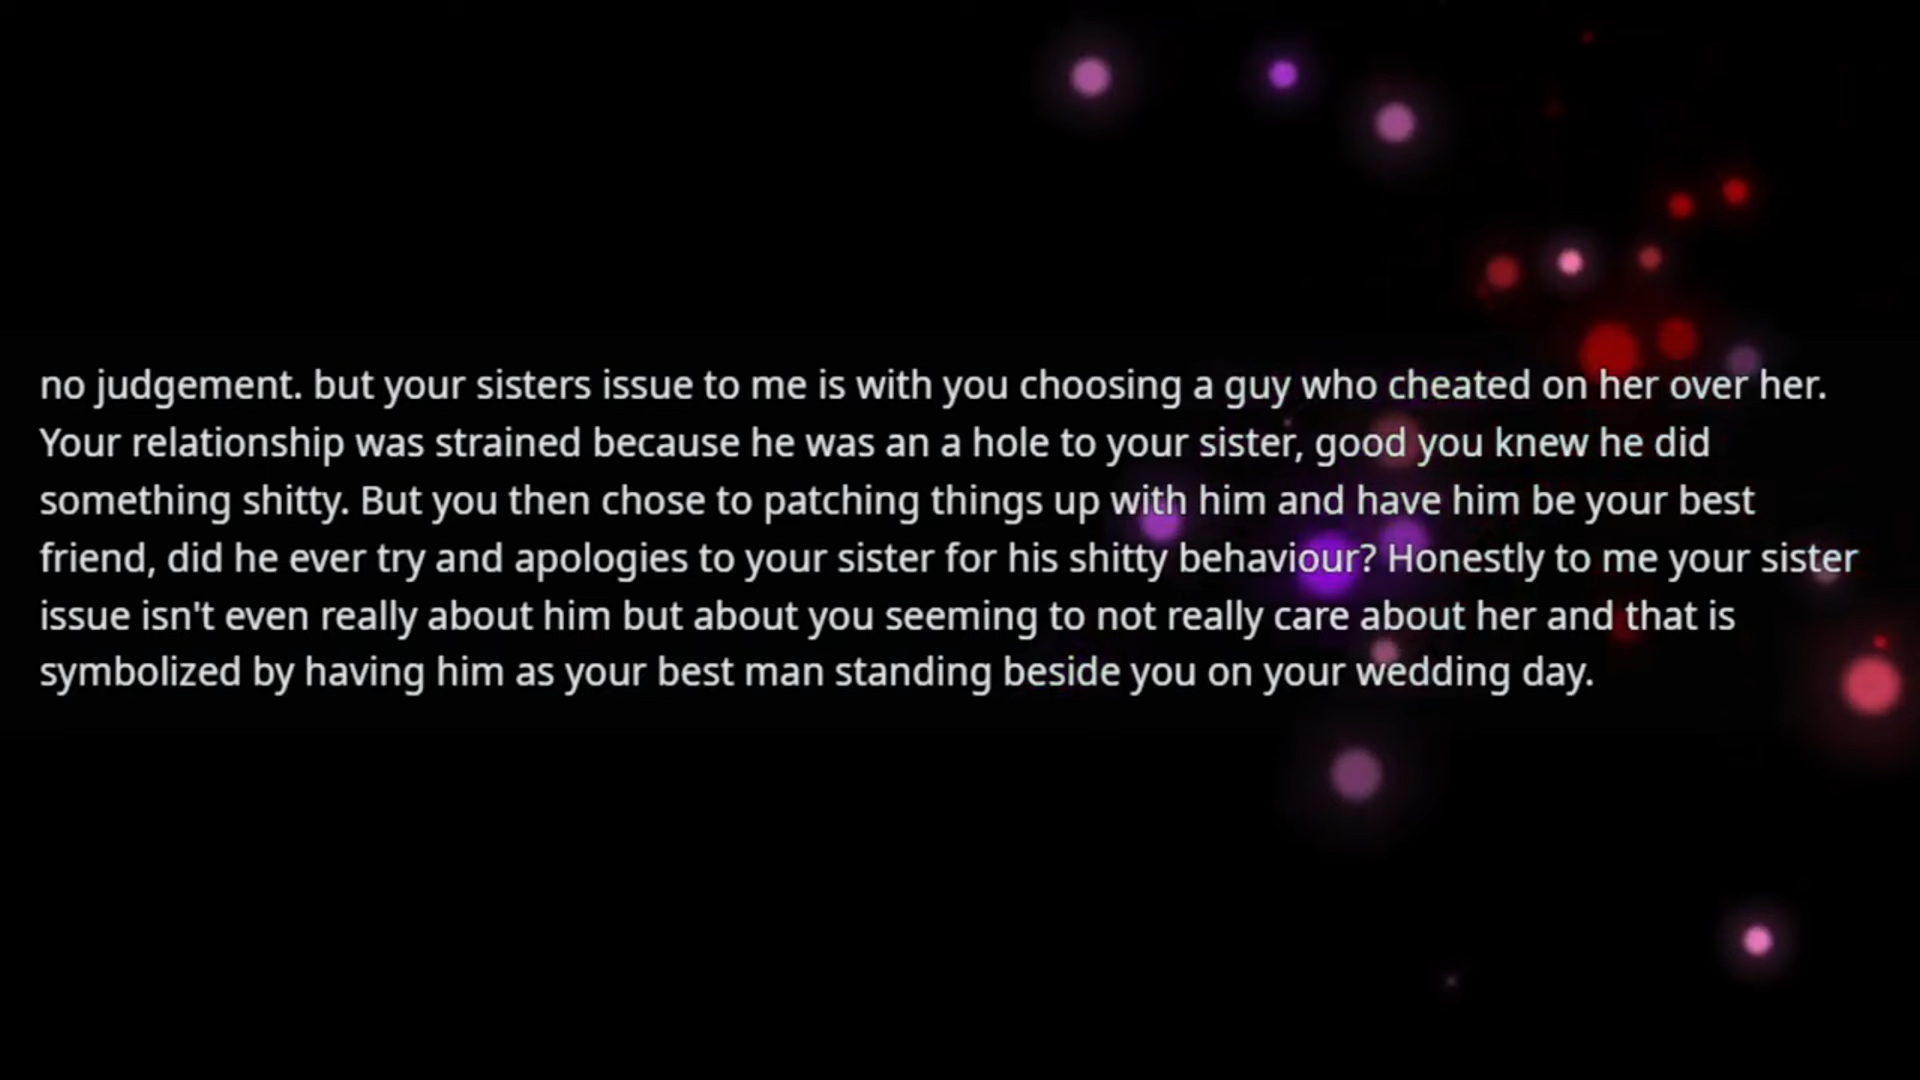 no judgement. but your sisters issue to me is with you choosing a guy who cheated on her over her.
Your relationship was strained because he was an a hole to your sister, good you knew he did
something shitty. But you then chose to patching things up with him and have him be your best
friend, did he ever try and apologies to your sister for his shitty behaviour? Honestly to me your sister
issue isn't even really about him but about you seeming to not really care about her and that is
symbolized by having him as your best man standing beside you on your wedding day.